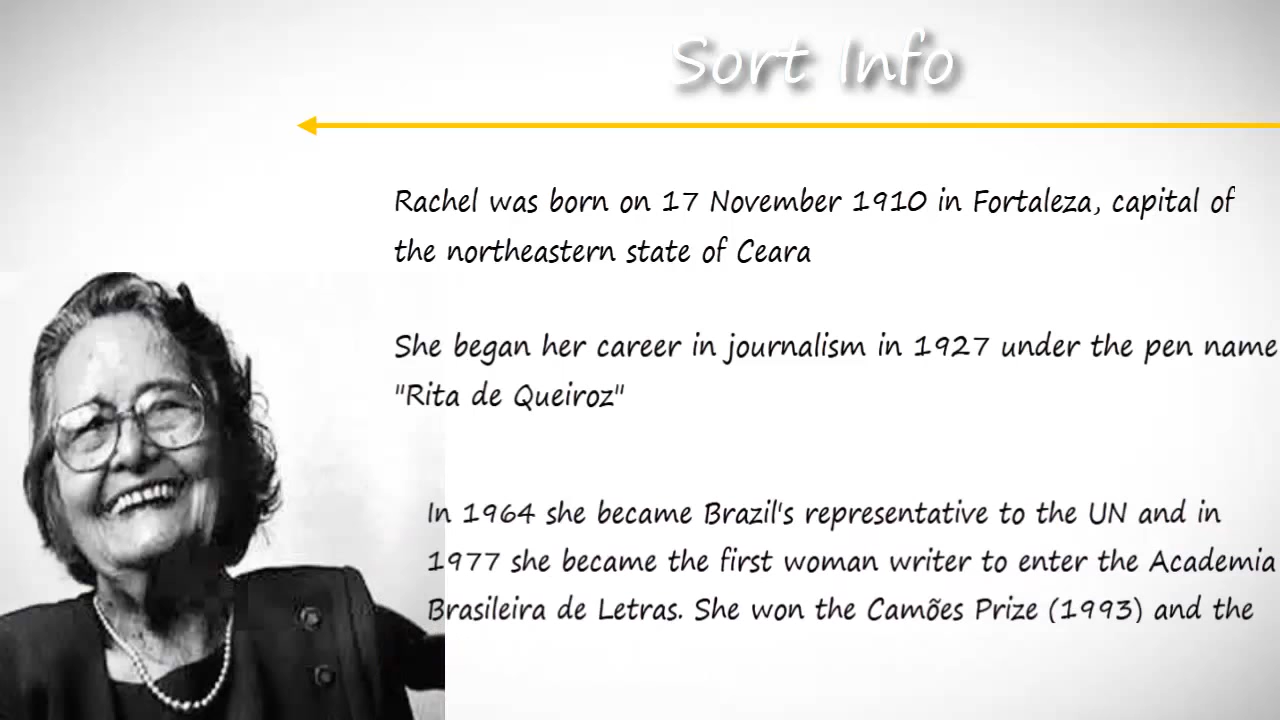 Sort Info
Rachel was born on 17 November 1910 in Fortaleza, capital of
the northeastern state of Ceara
She began her career in journalism in 1927 under the pen name
"Rita de Queiroz"
In 1964 she became Brazil's representative to the UN and in
1977 she became the first woman writer to enter the Academia
Brasileira de Letras. She won the Camões Prize (1993) and the